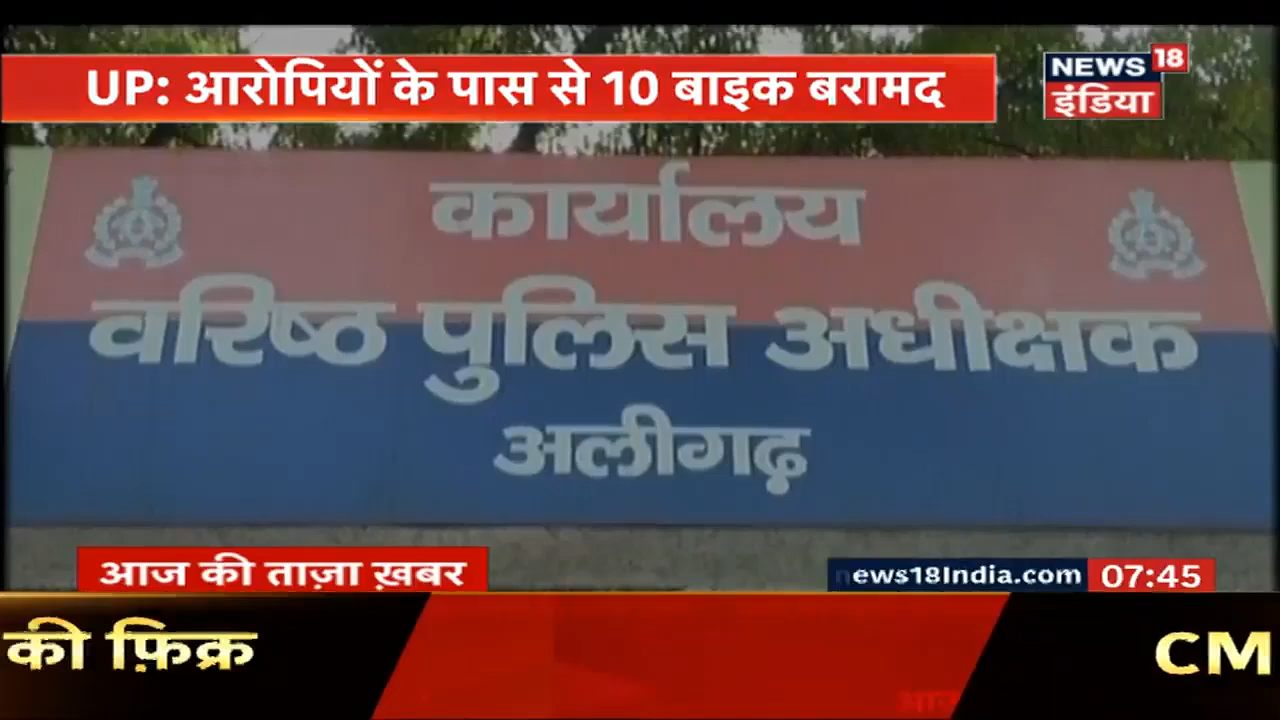 UP: आरोपियों के पास से 10 बाइक बरामद
NEWS 18
इंडिया
कार्यालय
वरिष्ठ पुलिस अधीक्षक
अलीगढ़
आज की ताज़ा ख़बर
news18India.com 07:45
की फ़िक्र
CM